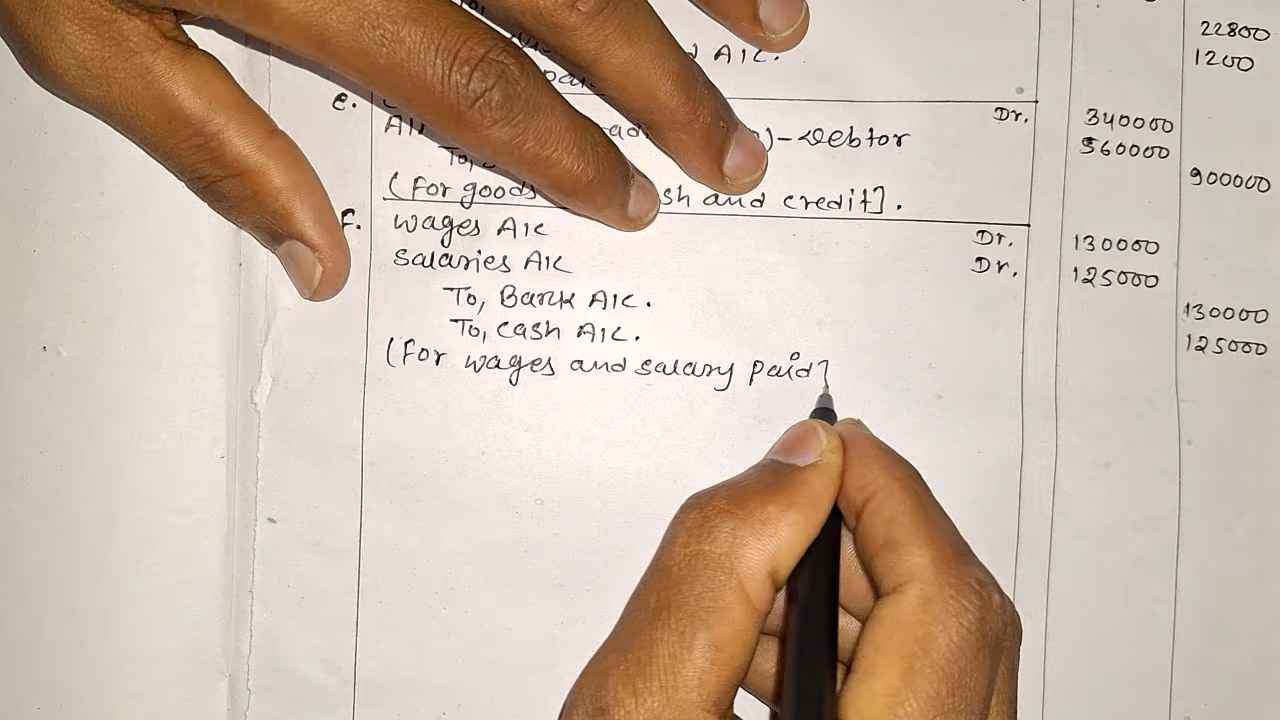 22800
A/c. 1200
e. Dr. 340000
- Debtor 560000
To, 900000
(For goods sh and credit].
f. Wages A/c Dr. 130000
Salaries A/c Dr. 125000
To, Bank A/c. 130000
To, Cash A/c. 125000
(For wages and salary paid]